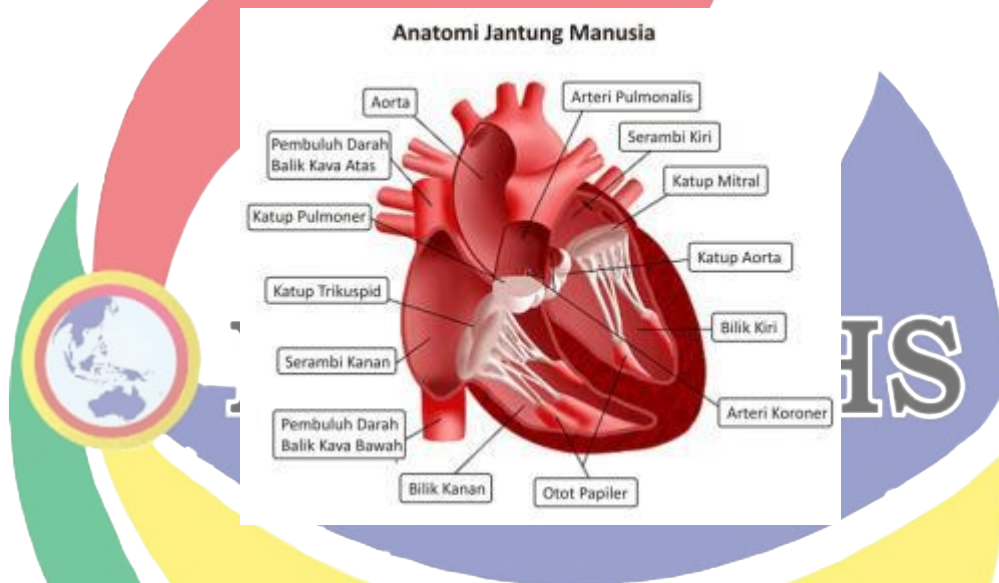 Anatomi Jantung Manusia
Aorta
Arteri Pulmonalis
Pembuluh Darah
Balik Kava Atas
Serambi Kiri
Katup Mitral
Katup Pulmoner
Katup Aorta
Katup Trikuspid
Bilik Kiri
Serambi Kanan
Arteri Koroner
Pembuluh Darah
Balik Kava Bawah
Bilik Kanan
Otot Papiler